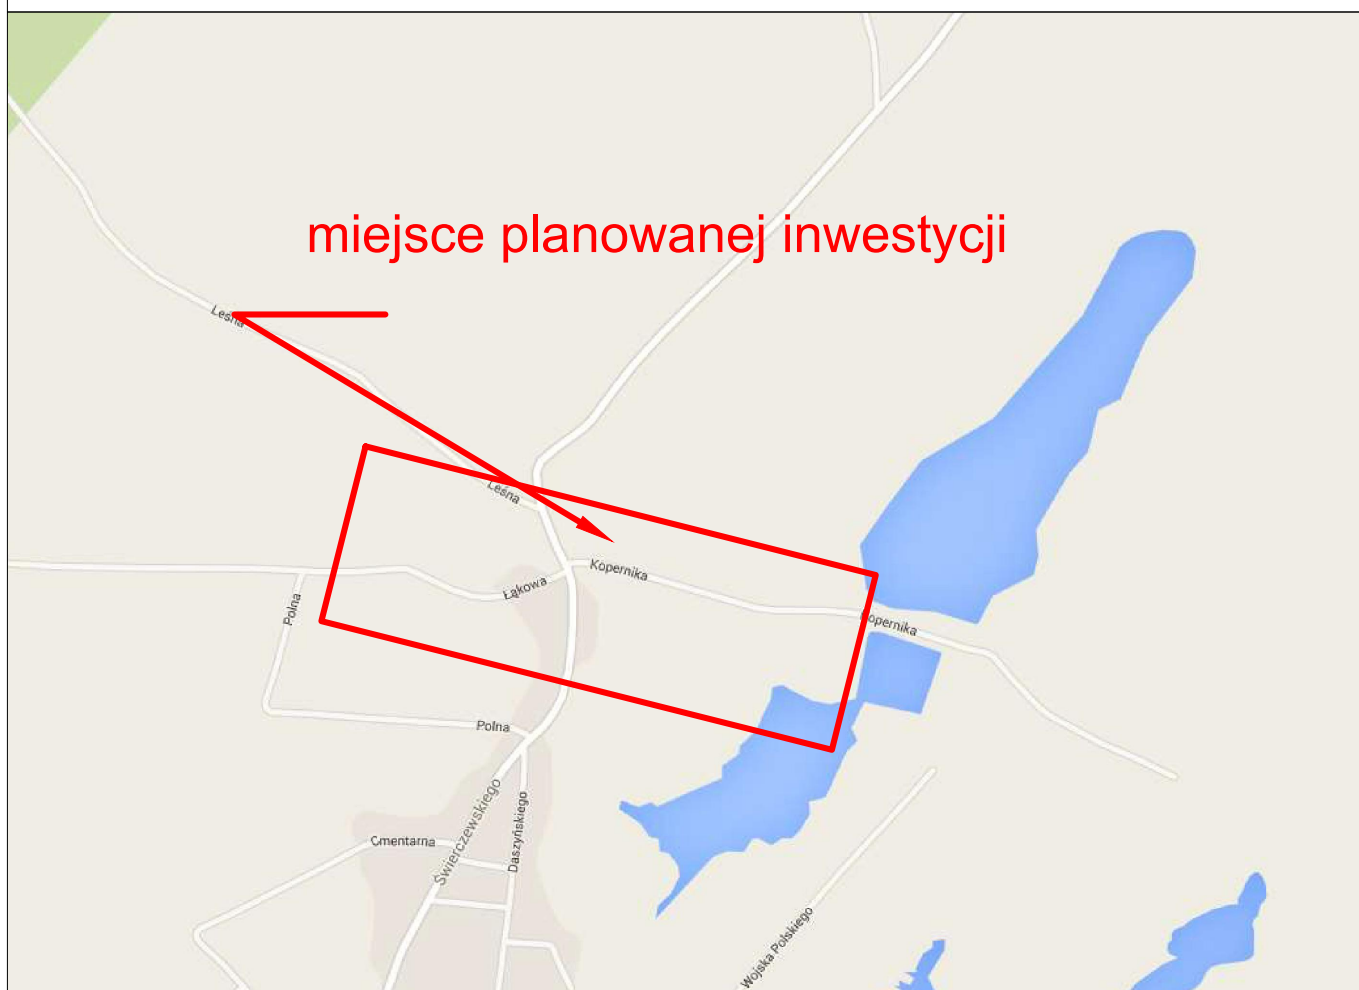 miejsce planowanej inwestycji
Leśna
Leśna
Kopernika
Łąkowa
Polna
Kopernika
Polna
Świerczewskiego
Daszyńskiego
Cmentarna
Wojska Polskiego